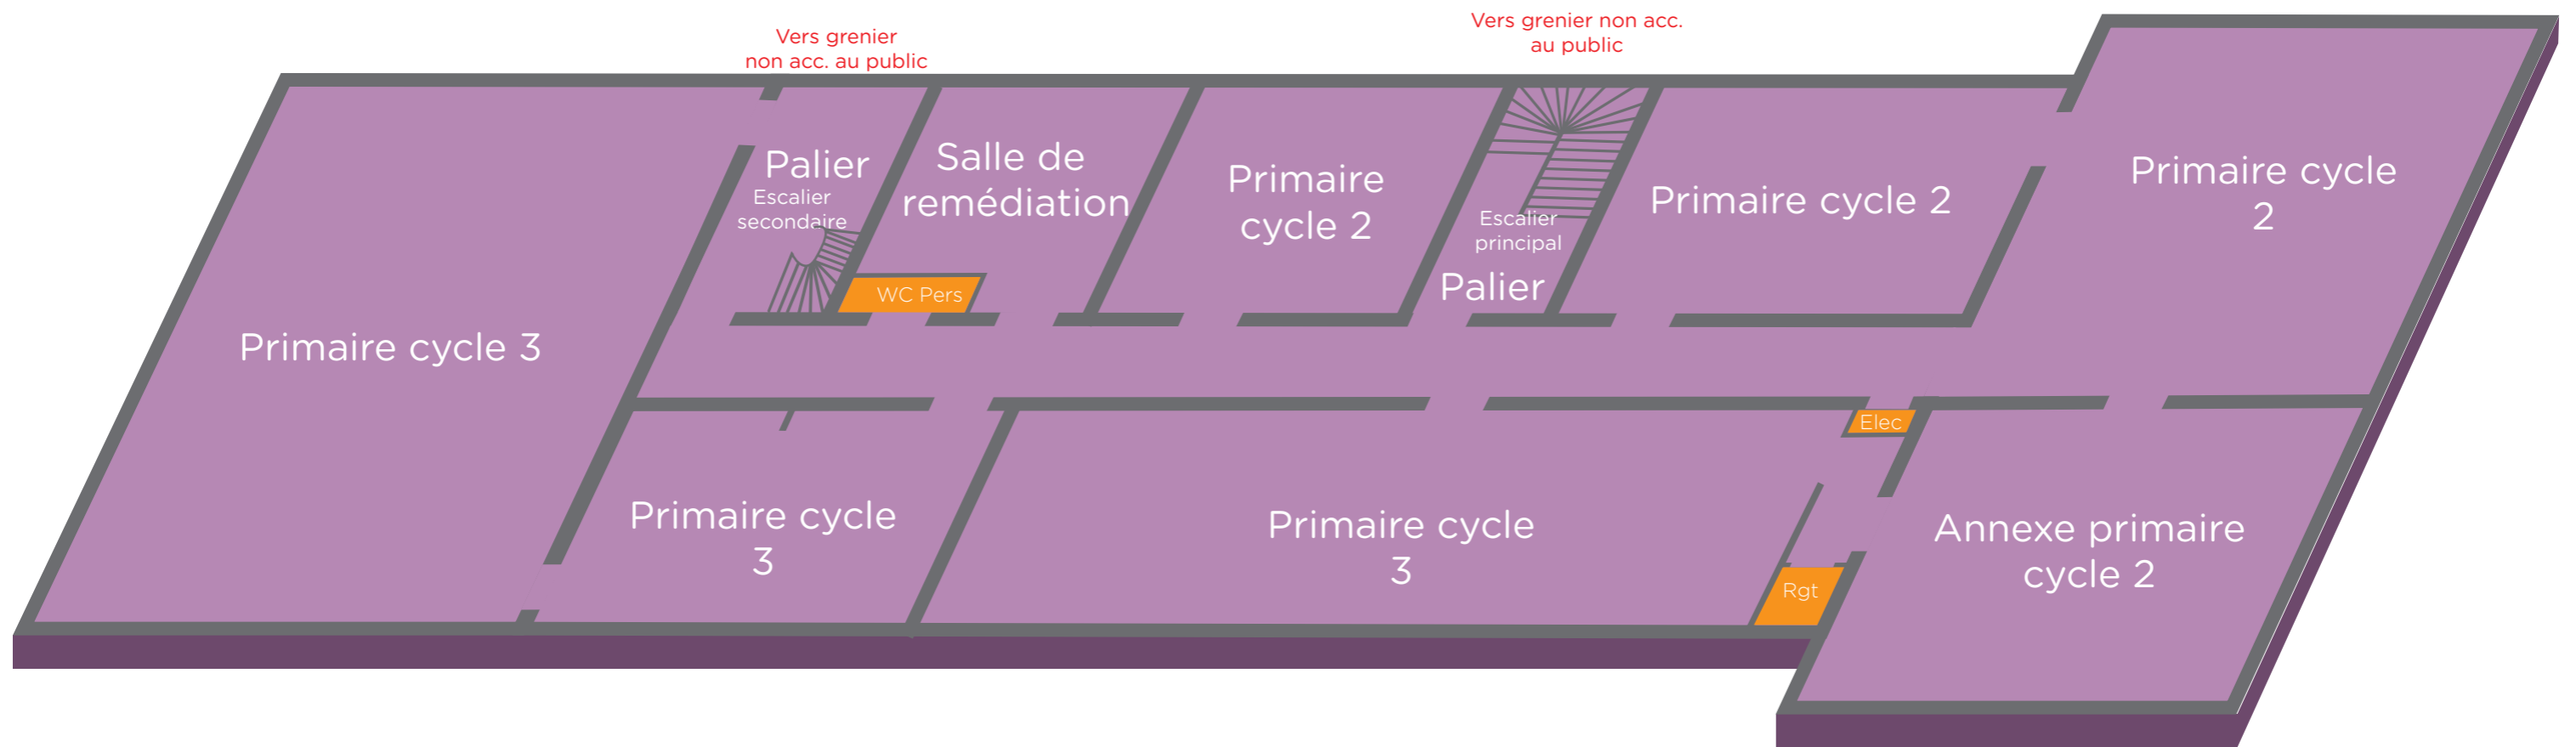 Vers grenier
non acc. au public
Vers grenier non acc.
au public
Palier
Escalier
secondaire
Salle de
remédiation
WC Pers
Primaire
cycle 2
Escalier
principal
Palier
Primaire cycle 2
Primaire cycle
2
Primaire cycle 3
Primaire cycle
3
Primaire cycle
3
Elec
Rgt
Annexe primaire
cycle 2